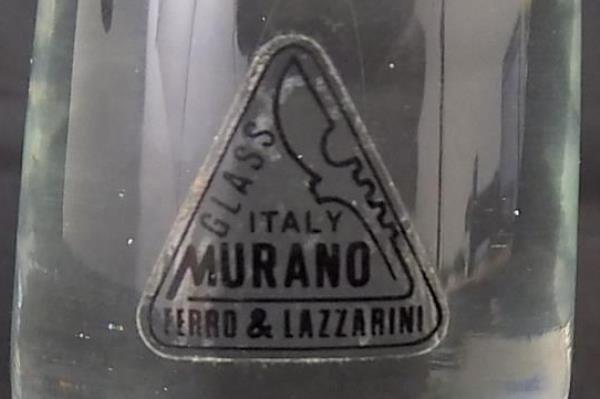 GLASS
ITALY
MURANO
FERRO & LAZZARINI